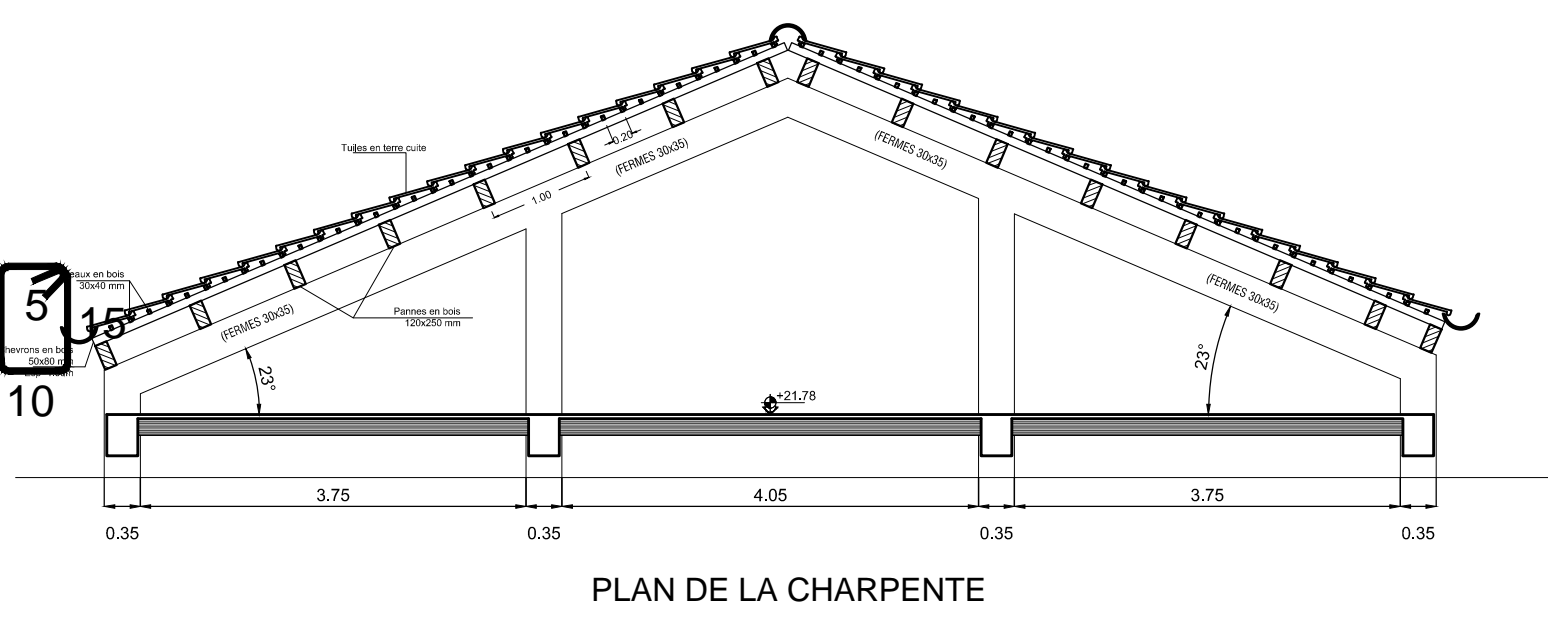 Tuiles en terre cuite
0.20
(FERMES 30x35)
(FERMES 30x35)
1.00
eaux en bois
30x40 mm
5
15
Pannes en bois
120x250 mm
(FERMES 30x35)
(FERMES 30x35)
hevrons en bois
50x80 mm
10
23°
23°
+21.78
3.75
4.05
3.75
0.35
0.35
0.35
0.35
PLAN DE LA CHARPENTE